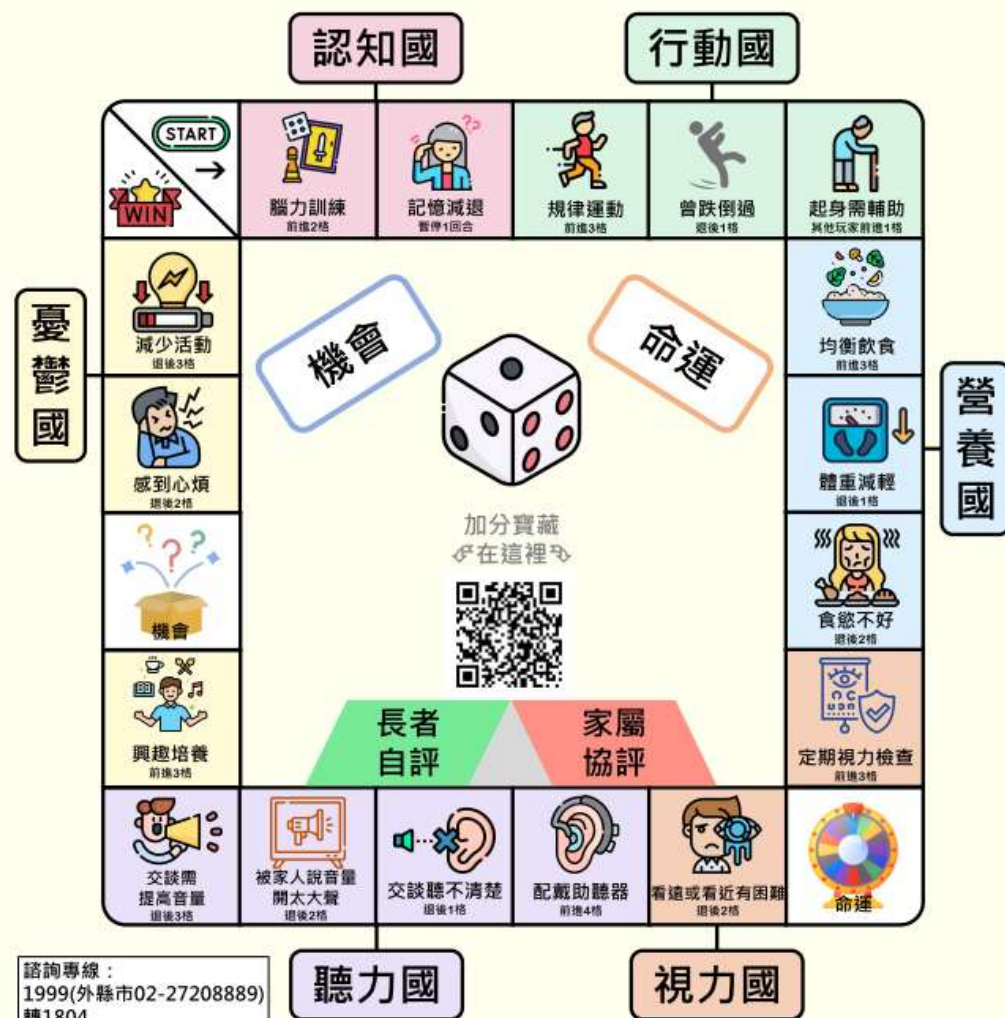 認知國
行動國
START
WIN
腦力訓練
前進2格
記憶減退
暫停1回合
規律運動
前進3格
曾跌倒過
退後1格
起身需輔助
其他玩家前進1格
憂鬱國
減少活動
退後3格
機會
命運
均衡飲食
前進3格
營養國
感到心煩
退後2格
體重減輕
退後1格
加分寶藏
在這裡
機會
食慾不好
退後2格
興趣培養
前進3格
長者
自評
家屬
協評
定期視力檢查
前進3格
交談需
提高音量
退後3格
被家人說音量
開太大聲
退後2格
交談聽不清楚
退後1格
配戴助聽器
前進4格
看遠或看近有困難
退後2格
命運
聽力國
視力國
諮詢專線：
1999(外縣市02-27208889)
轉1804